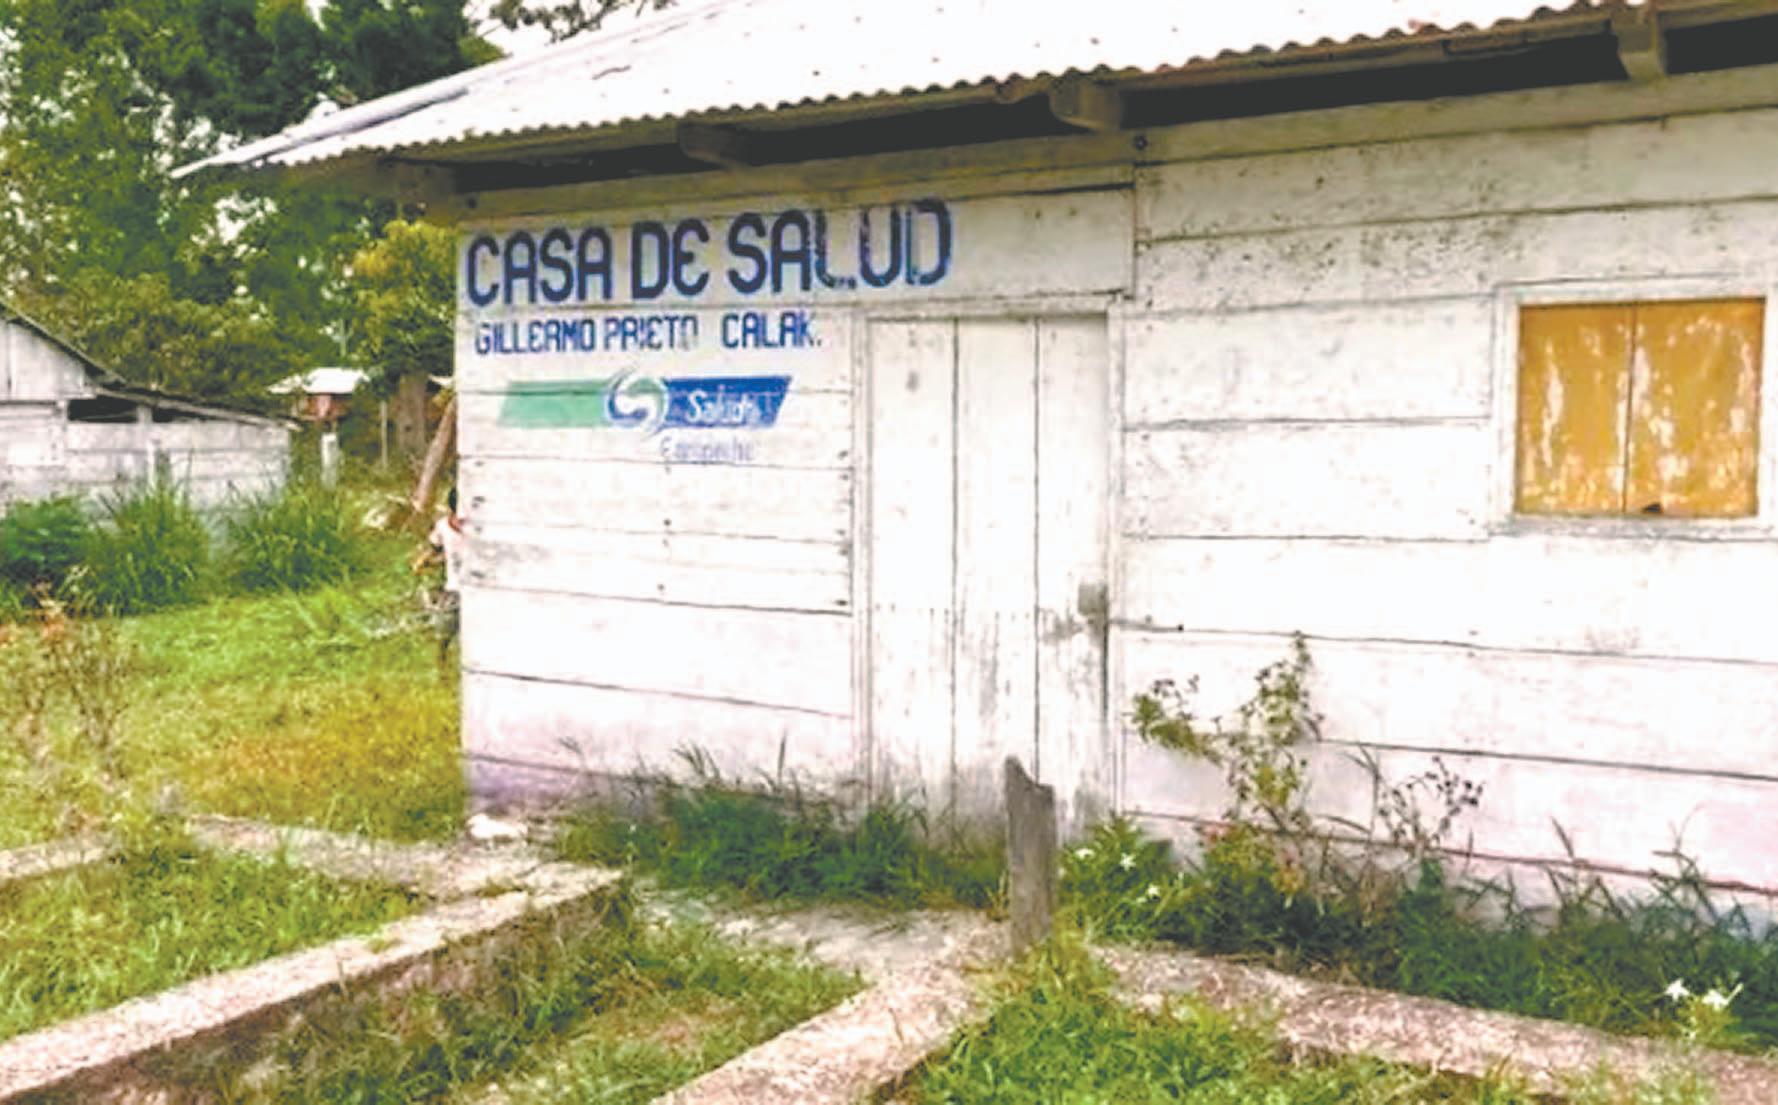 CASA DE SALUD
GILLERMO PRIETO CALAK.
Salud
Campeche